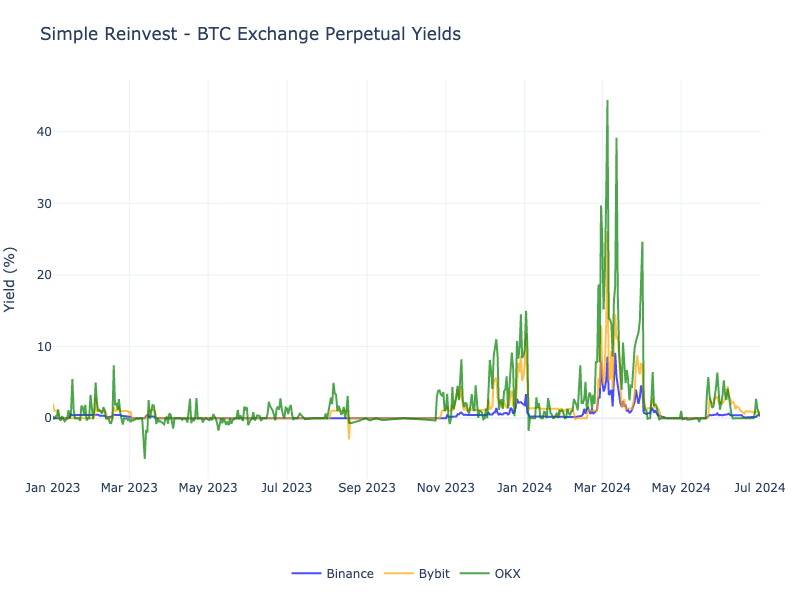 Simple Reinvest - BTC Exchange Perpetual Yields
Yield (%)
40
30
20
10
0
Jan 2023 Mar 2023 May 2023 Jul 2023 Sep 2023 Nov 2023 Jan 2024 Mar 2024 May 2024 Jul 2024
Binance Bybit OKX